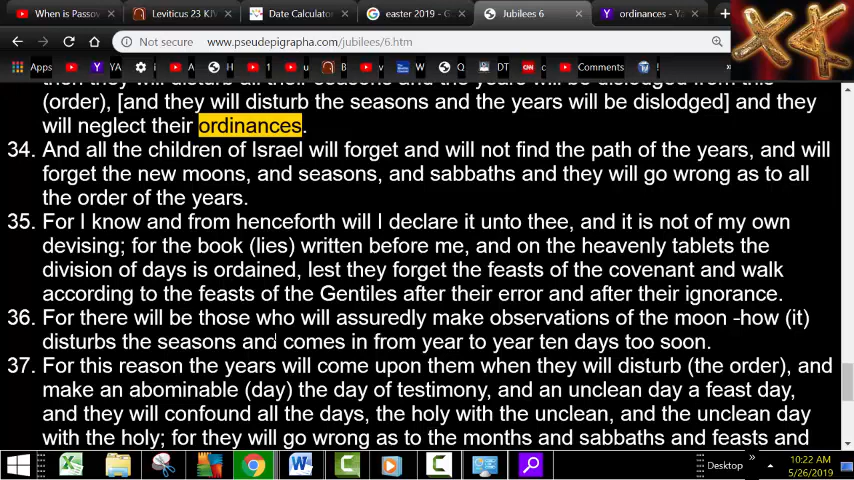 When is Passov
Leviticus 23 KJV
Date Calculator
easter 2019 - G
Jubilees 6
ordinances - Ya
Not secure
www.pseudepigrapha.com/jubilees/6.htm
Apps
YA
A
H
1
u
B
v
We
W
Q
DT
C
Comments
(order), [and they will disturb the seasons and the years will be dislodged] and they
will neglect their ordinances.
34. And all the children of Israel will forget and will not find the path of the years, and will
forget the new moons, and seasons, and sabbaths and they will go wrong as to all
the order of the years.
35. For I know and from henceforth will I declare it unto thee, and it is not of my own
devising; for the book (lies) written before me, and on the heavenly tablets the
division of days is ordained, lest they forget the feasts of the covenant and walk
according to the feasts of the Gentiles after their error and after their ignorance.
36. For there will be those who will assuredly make observations of the moon -how (it)
disturbs the seasons and comes in from year to year ten days too soon.
37. For this reason the years will come upon them when they will disturb (the order), and
make an abominable (day) the day of testimony, and an unclean day a feast day,
and they will confound all the days, the holy with the unclean, and the unclean day
with the holy; for they will go wrong as to the months and sabbaths and feasts and
Desktop
10:22 AM
5/26/2019